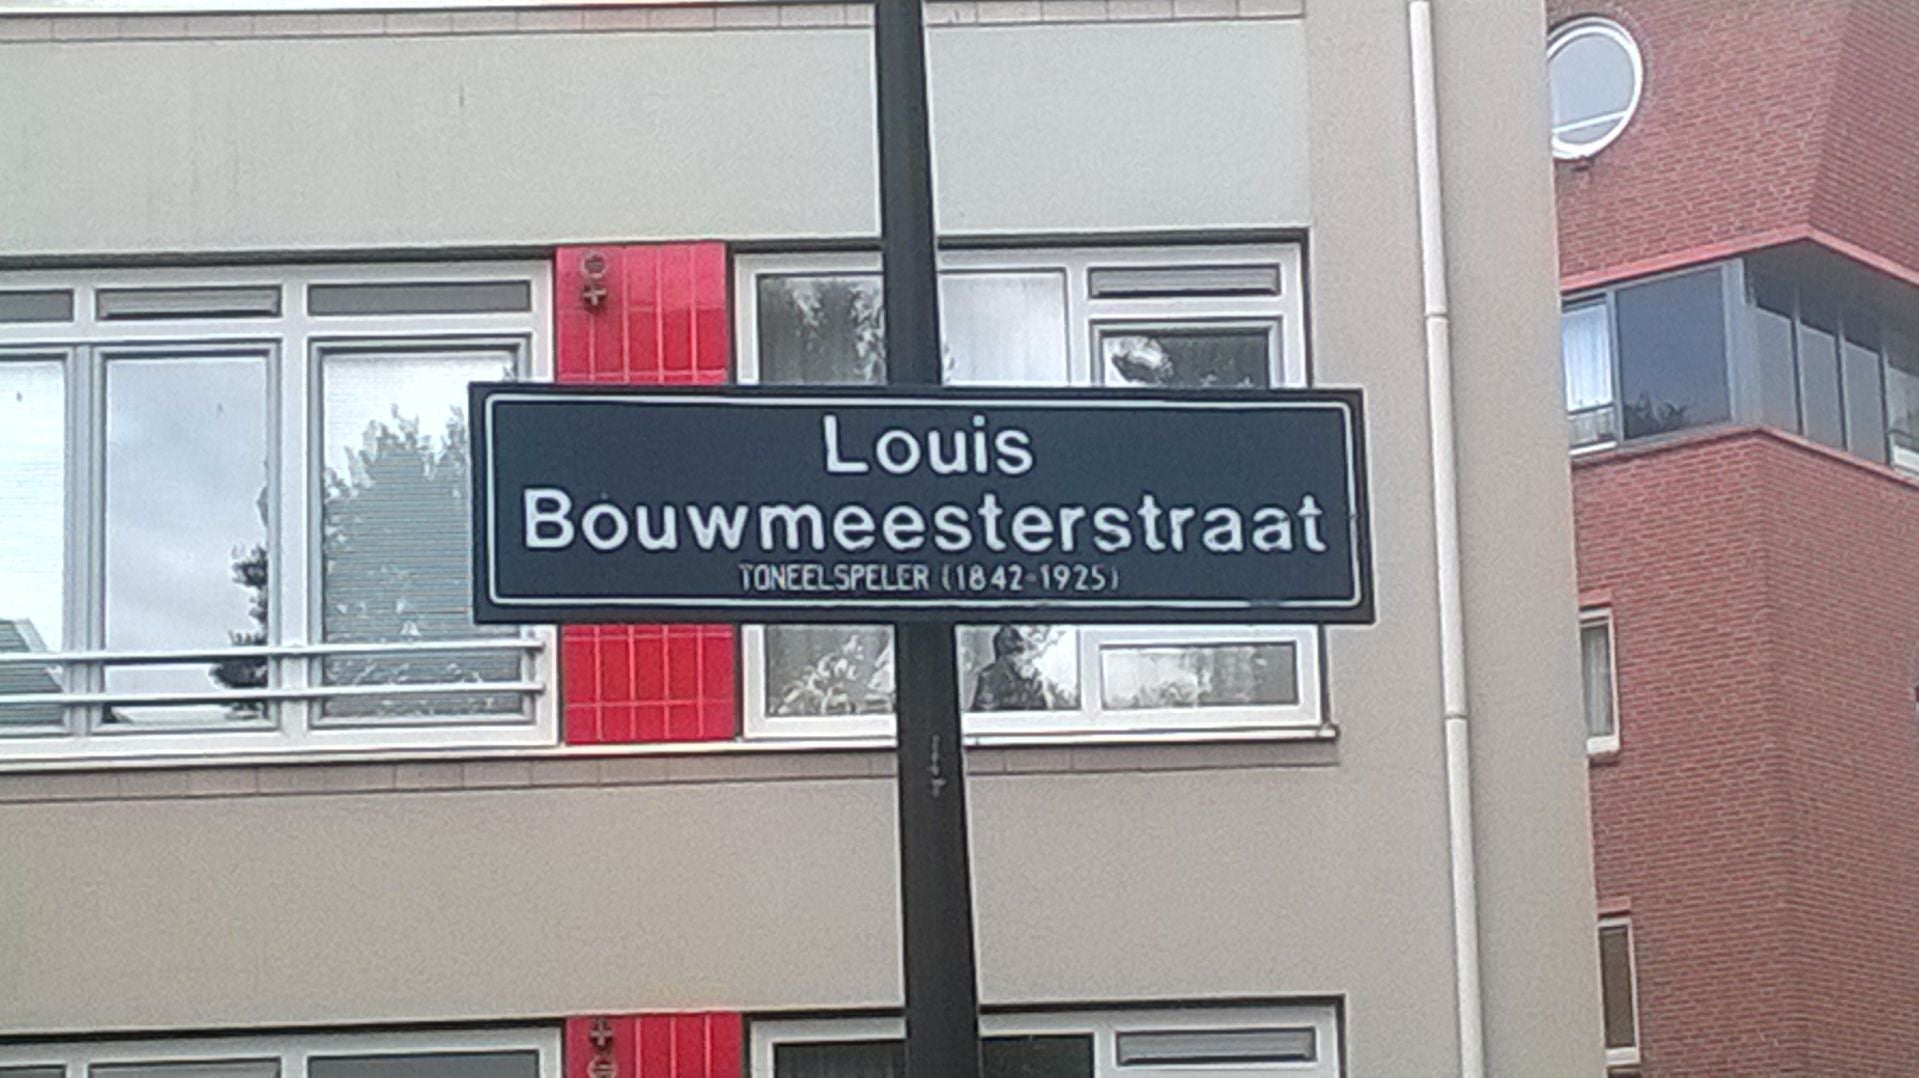 Louis
Bouwmeesterstraat
TONEELSPELER (1842-1925)